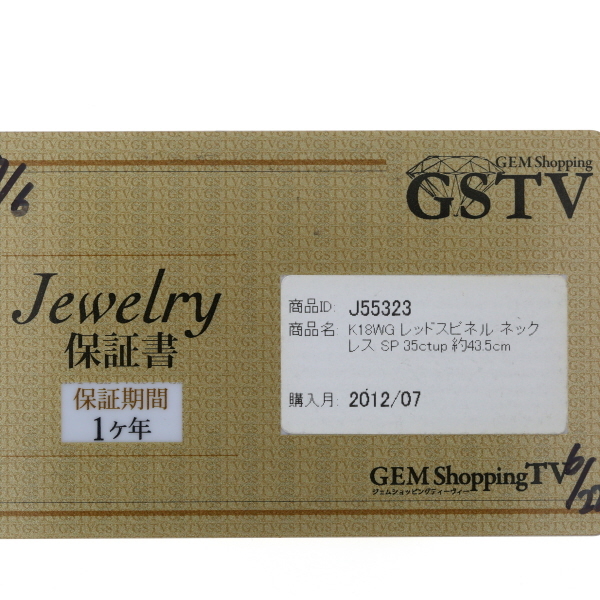 GEM Shopping
GSTV
Jewelry
保証書
保証期間
1ヶ年
商品ID: J55323
商品名: K18WG レッドスピネル ネック
レス SP 35ctup 約43.5cm
購入月: 2012/07
GEM Shopping TV
ジェムショッピングティーヴィー